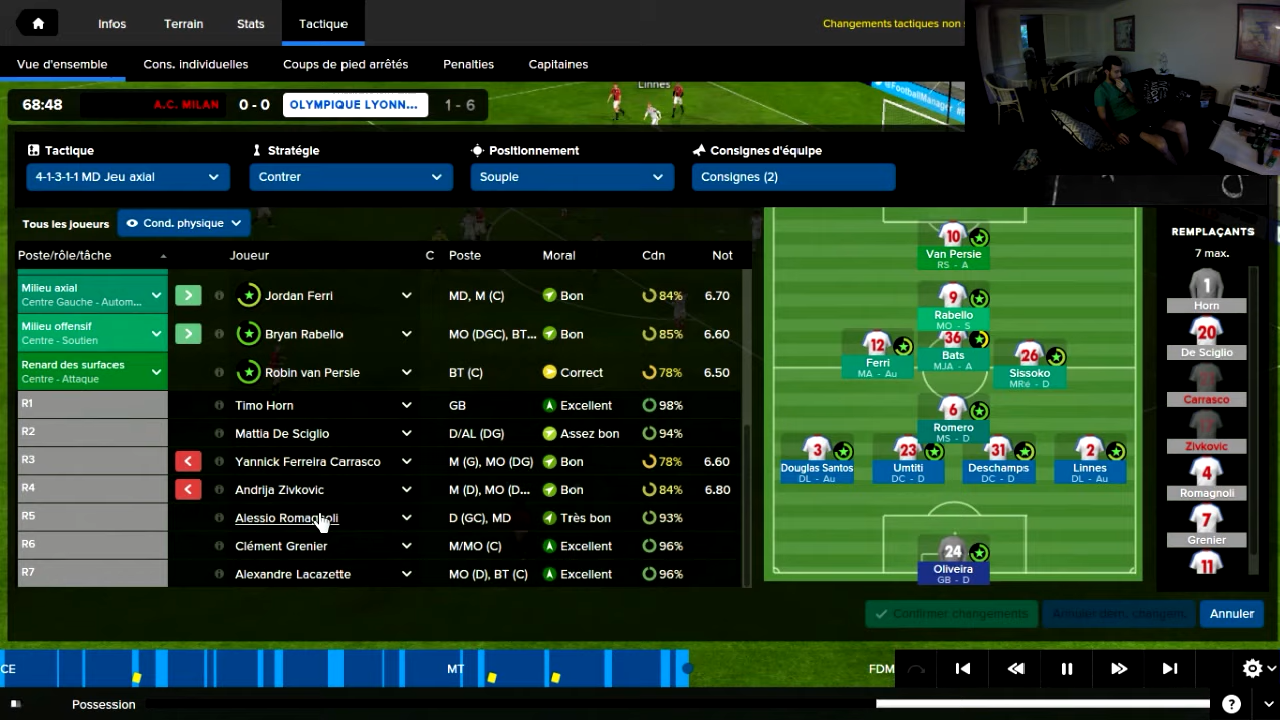 Infos Terrain Stats Tactique
Changements tactiques non
Vue d'ensemble Cons. individuelles Coups de pied arrêtés Penalties Capitaines
Linnes
@FootballManager
68:48 A.C. MILAN 0 - 0 OLYMPIQUE LYONN... 1 - 6
Tactique Stratégie Positionnement Consignes d'équipe
4-1-3-1-1 MD Jeu axial Contrer Souple Consignes (2)
Tous les joueurs Cond. physique
Poste/rôle/tâche Joueur C Poste Moral Cdn Not
Milieu axial
Centre Gauche - Autom... Jordan Ferri MD, M (C) Bon 84% 6.70
Milieu offensif
Centre - Soutien Bryan Rabello MO (DGC), BT... Bon 85% 6.60
Renard des surfaces
Centre - Attaque Robin van Persie BT (C) Correct 78% 6.50
R1 Timo Horn GB Excellent 98%
R2 Mattia De Sciglio D/AL (DG) Assez bon 94%
R3 Yannick Ferreira Carrasco M (G), MO (DG) Bon 78% 6.60
R4 Andrija Zivkovic M (D), MO (D... Bon 84% 6.80
R5 Alessio Romagnoli D (GC), MD Très bon 93%
R6 Clément Grenier M/MO (C) Excellent 96%
R7 Alexandre Lacazette MO (D), BT (C) Excellent 96%
10
Van Persie
RS - A
9
Rabello
MO - S
12
Ferri
MA - Au
36
Bats
MJA - A
26
Sissoko
MRé - D
6
Romero
MS - D
3
Douglas Santos
DL - Au
23
Umtiti
DC - D
31
Deschamps
DC - D
2
Linnes
DL - Au
24
Oliveira
GB - D
REMPLAÇANTS
7 max.
1
Horn
20
De Sciglio
Carrasco
Zivkovic
4
Romagnoli
7
Grenier
11
Confirmer changements Annuler dern. changem. Annuler
CE MT FDM
Possession
?